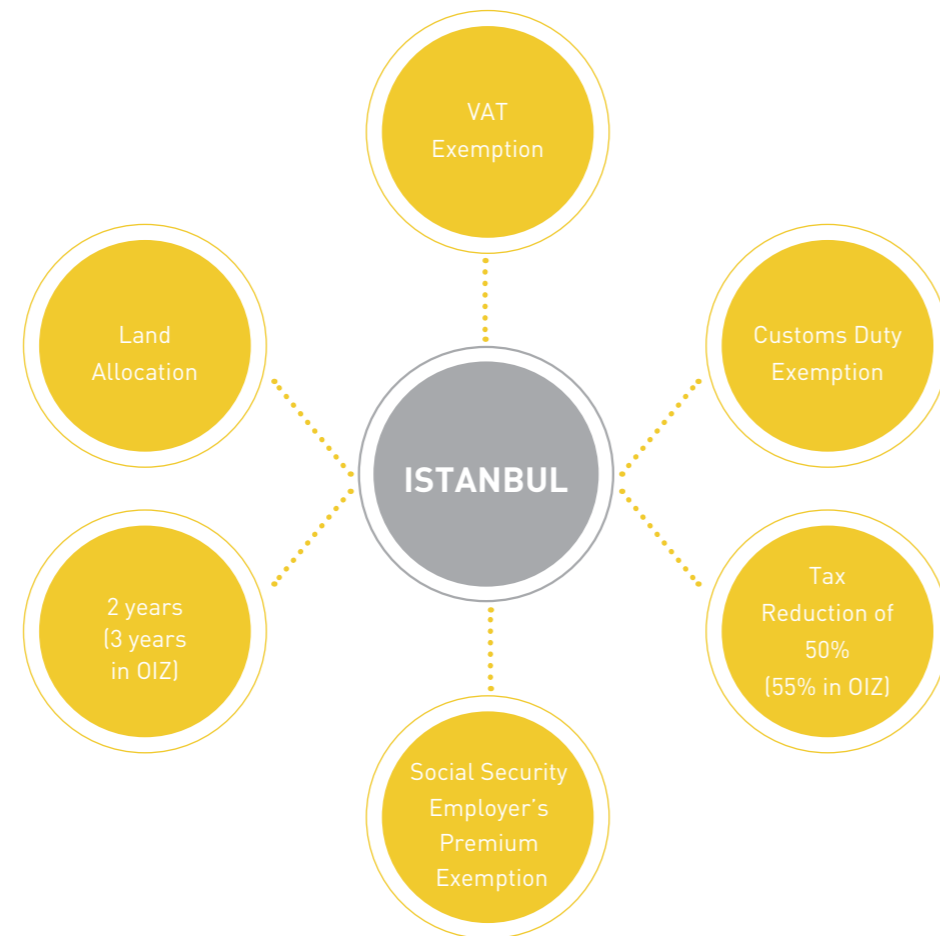 VAT
Exemption
Land
Allocation
Customs Duty
Exemption
ISTANBUL
2 years
(3 years
in OIZ)
Tax
Reduction of
50%
(55% in OIZ)
Social Security
Employer's
Premium
Exemption